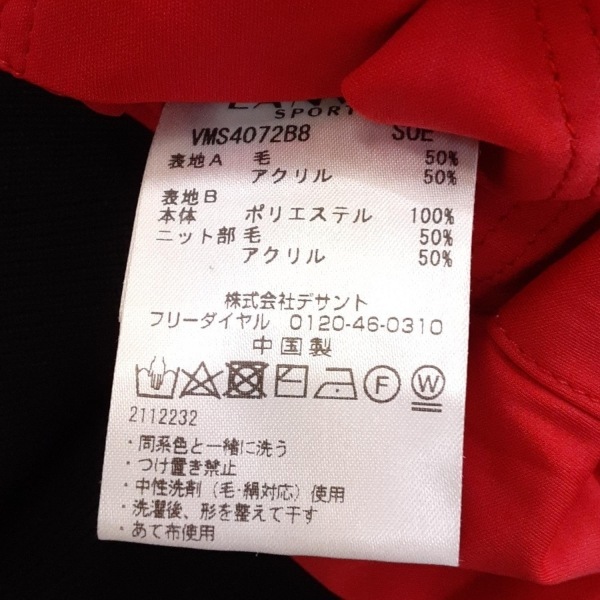 SPORT
VMS4072B8 SOE
表地A 毛 50%
アクリル 50%
表地B
本体 ポリエステル 100%
ニット部 毛 50%
アクリル 50%
株式会社デサント
フリーダイヤル 0120-46-0310
中国製
F W
2112232
・同系色と一緒に洗う
・つけ置き禁止
・中性洗剤(毛・絹対応)使用
・洗濯後、形を整えて干す
・あて布使用